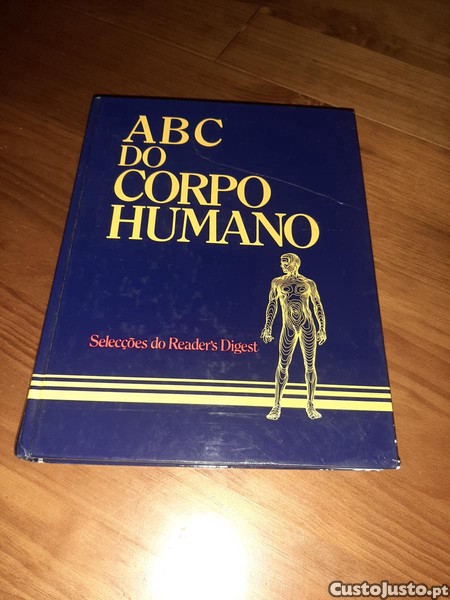 ABC
DO
CORPO
HUMANO
Selecções do Reader's Digest
CustoJusto.pt